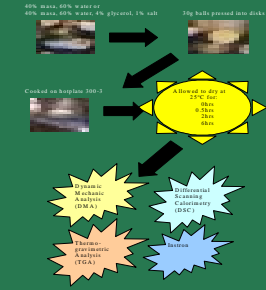 40% masa, 60% water or
40% masa, 60% water, 4% glycerol, 1% salt
30g balls pressed into disks
Cooked on hotplate 300-3
Allowed to dry at
25°C for:
0hrs
0.5hrs
2hrs
6hrs
Dynamic
Mechanic
Analysis
(DMA)
Differential
Scanning
Calorimetry
(DSC)
Thermo-
gravimetric
Analysis
(TGA)
Instron